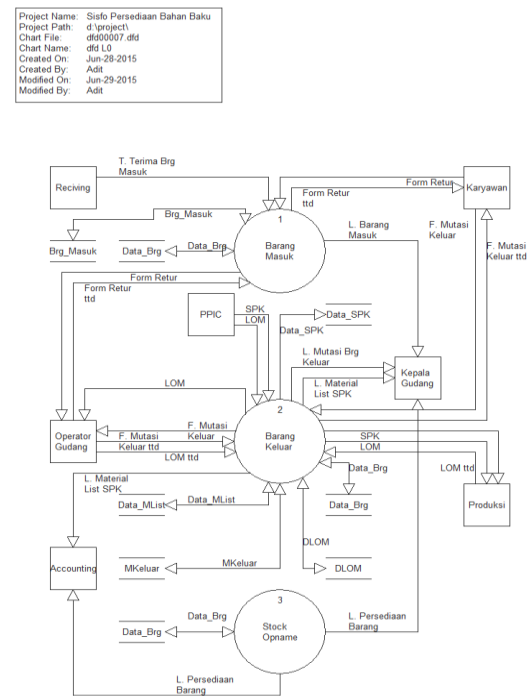 Project Name: Sisfo Persediaan Bahan Baku
Project Path: d:\project\
Chart File: dfd00007.dfd
Chart Name: dfd L0
Created On: Jun-28-2015
Created By: Adit
Modified On: Jun-29-2015
Modified By: Adit
T. Terima Brg
Masuk
Reciving
Form Retur
Karyawan
Form Retur
ttd
Brg_Masuk
1
Barang
Masuk
L. Barang
Masuk
F. Mutasi
Keluar
F. Mutasi
Keluar ttd
Brg_Masuk
Data_Brg
Data_Brg
Form Retur
Form Retur
ttd
PPIC
SPK
LOM
Data_SPK
Data_SPK
L. Mutasi Brg
Keluar
Kepala
Gudang
L. Material
List SPK
LOM
2
Barang
Keluar
F. Mutasi
Keluar
Operator
Gudang
F. Mutasi
Keluar ttd
LOM ttd
SPK
LOM
LOM ttd
Data_Brg
L. Material
List SPK
Data_MList
Data_MList
Data_Brg
Produksi
DLOM
Accounting
MKeluar
MKeluar
DLOM
3
Stock
Opname
Data_Brg
Data_Brg
L. Persediaan
Barang
L. Persediaan
Barang